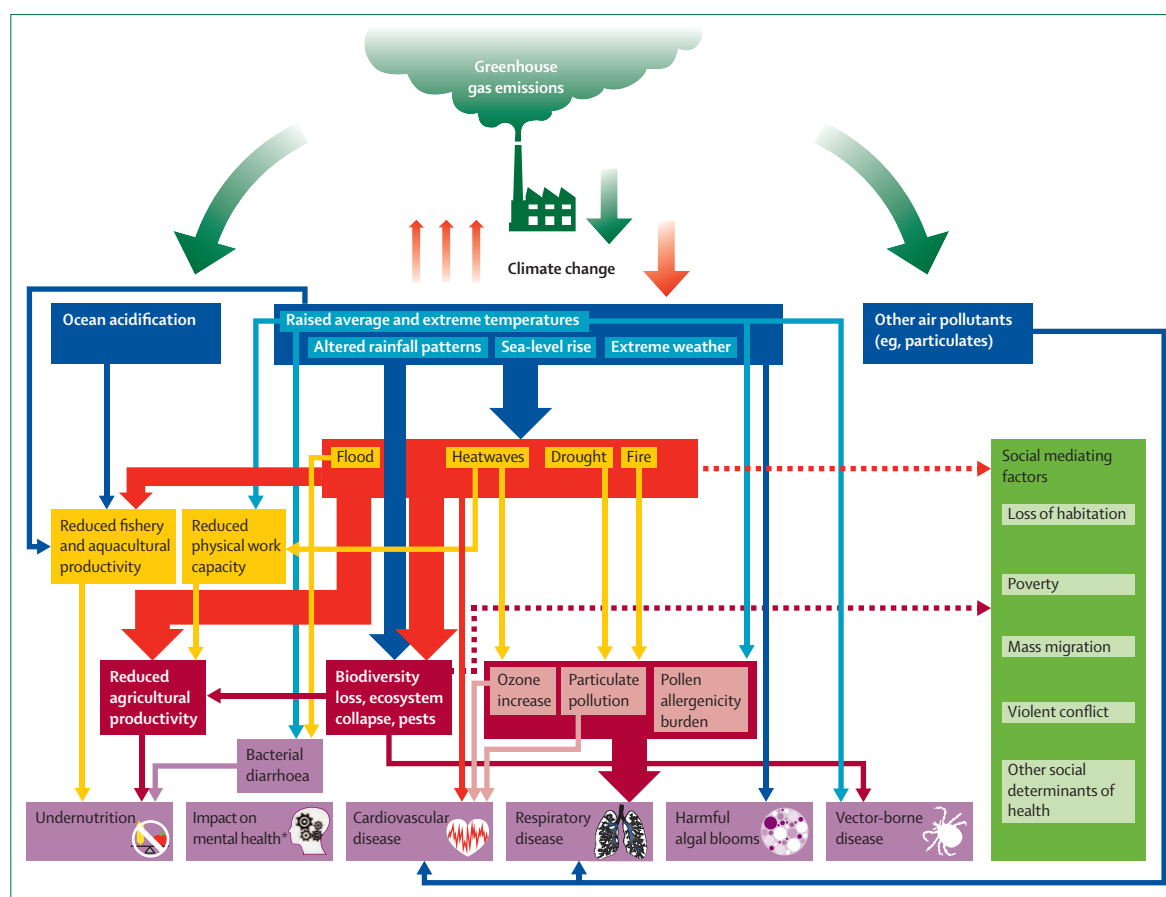 Greenhouse
gas emissions
Climate change
Ocean acidification
Raised average and extreme temperatures
Altered rainfall patterns
Sea-level rise
Extreme weather
Other air pollutants
(eg, particulates)
Flood
Heatwaves
Drought
Fire
Social mediating
factors
Loss of habitation
Poverty
Mass migration
Violent conflict
Other social
determinants of
health
Reduced fishery
and aquacultural
productivity
Reduced
physical work
capacity
Reduced
agricultural
productivity
Biodiversity
loss, ecosystem
collapse, pests
Ozone
increase
Particulate
pollution
Pollen
allergenicity
burden
Bacterial
diarrhoea
Undernutrition
Impact on
mental health*
Cardiovascular
disease
Respiratory
disease
Harmful
algal blooms
Vector-borne
disease